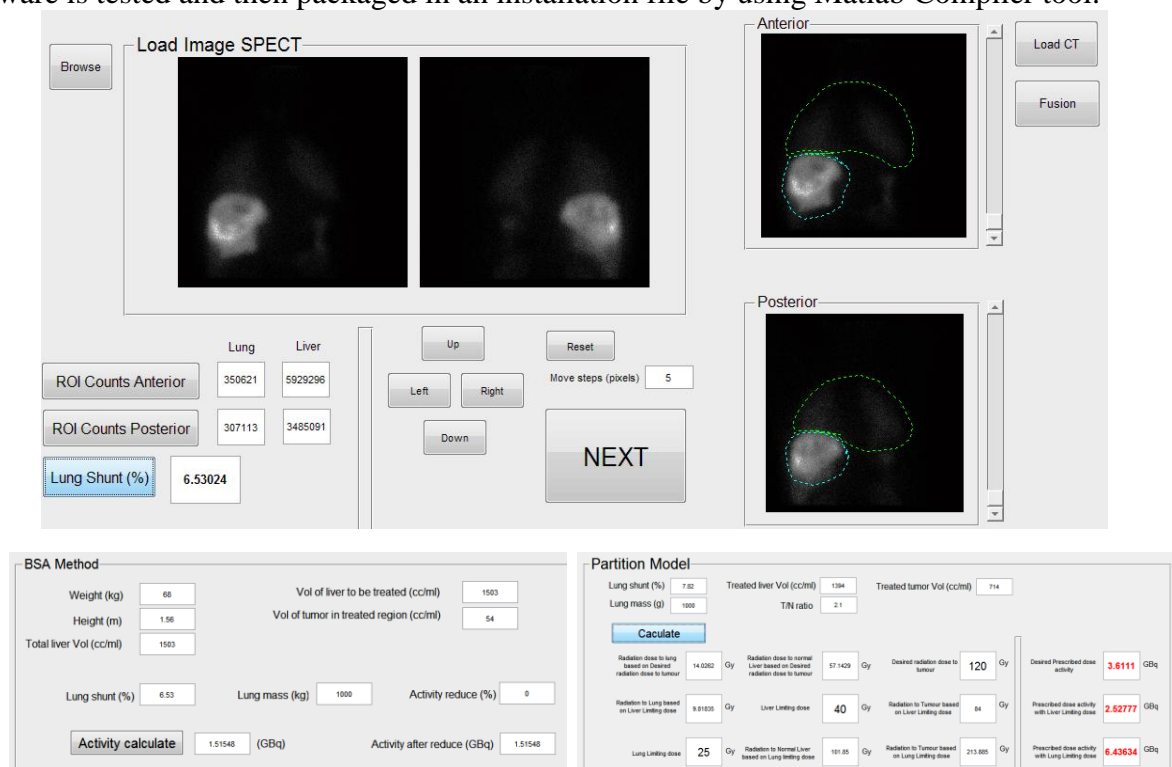 ware is tested and then packaged in an installation file by using Matlab Compiler tool.
Browse
Load Image SPECT
Anterior
Load CT
Fusion
Posterior
Lung Liver
ROI Counts Anterior 350621 5929296
ROI Counts Posterior 307113 3485091
Lung Shunt (%) 6.53024
Up
Left Right
Down
Reset
Move steps (pixels) 5
NEXT
BSA Method
Weight (kg) 68 Vol of liver to be treated (cc/ml) 1503
Height (m) 1.56 Vol of tumor in treated region (cc/ml) 54
Total liver Vol (cc/ml) 1503
Lung shunt (%) 6.53 Lung mass (kg) 1000 Activity reduce (%) 0
Activity calculate 1.51548 (GBq) Activity after reduce (GBq) 1.51548
Partition Model
Lung shunt (%) 7.82 Treated liver Vol (cc/ml) 1394 Treated tumor Vol (cc/ml) 714
Lung mass (g) 1000 T/N ratio 2.1
Caculate
Radiation dose to lung based on Desired radiation dose to tumour 14.0262 Gy Radiation dose to normal Liver based on Desired radiation dose to tumour 57.1429 Gy Desired radiation dose to tumour 120 Gy Desired Prescribed dose activity 3.6111 GBq
Radiation to Lung based on Liver Limiting dose 9.81835 Gy Liver Limiting dose 40 Gy Radiation to Tumour based on Liver Limiting dose 84 Gy Prescribed dose activity with Liver Limiting dose 2.52777 GBq
Lung Limiting dose 25 Gy Radiation to Normal Liver based on Lung limiting dose 101.85 Gy Radiation to Tumour based on Lung Limiting dose 213.885 Gy Prescribed dose activity with Lung Limiting dose 6.43634 GBq